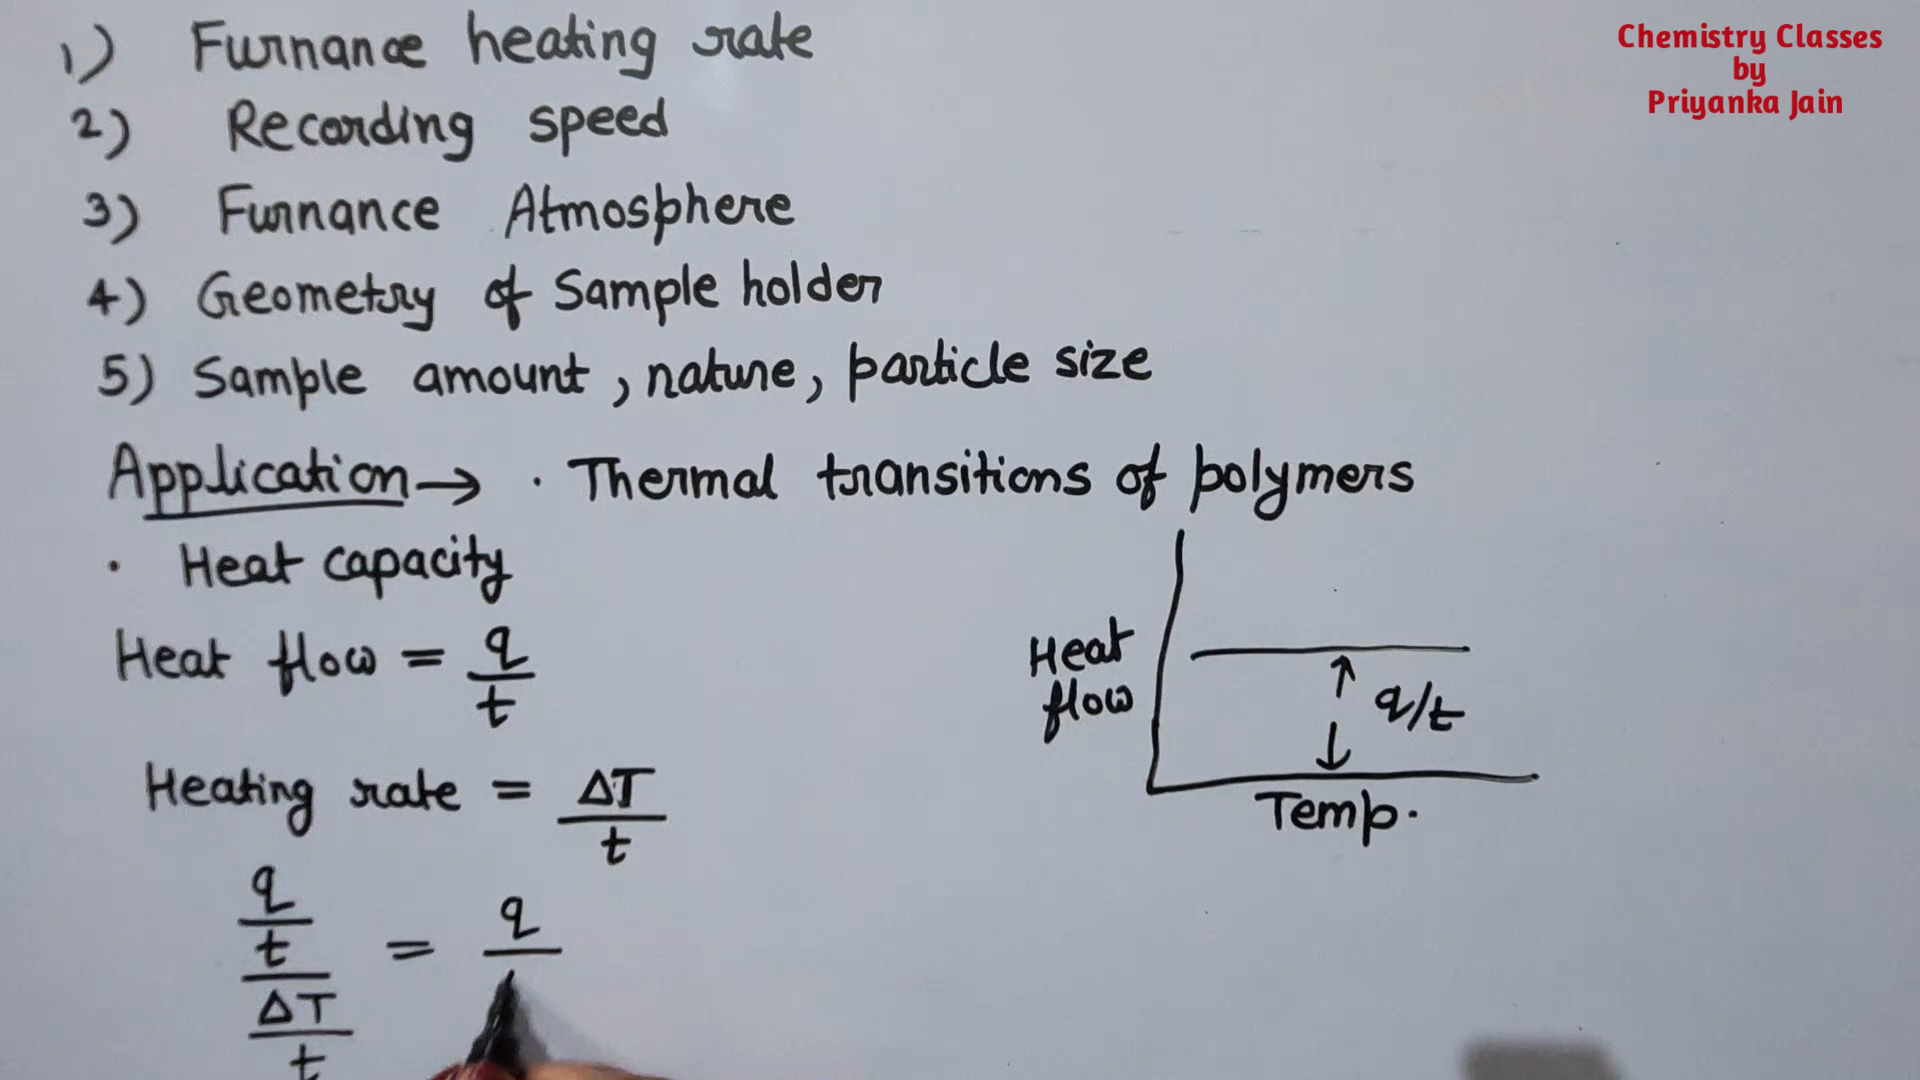 1) Furnance heating rate
2) Recording speed
3) Furnance Atmosphere
4) Geometry of Sample holder
5) Sample amount, nature, particle size
Application → · Thermal transitions of polymers
· Heat capacity
Heat flow = q/t
Heating rate = ΔT/t
q/t / ΔT/t = q/
Heat
flow
q/t
Temp.
Chemistry Classes
by
Priyanka Jain